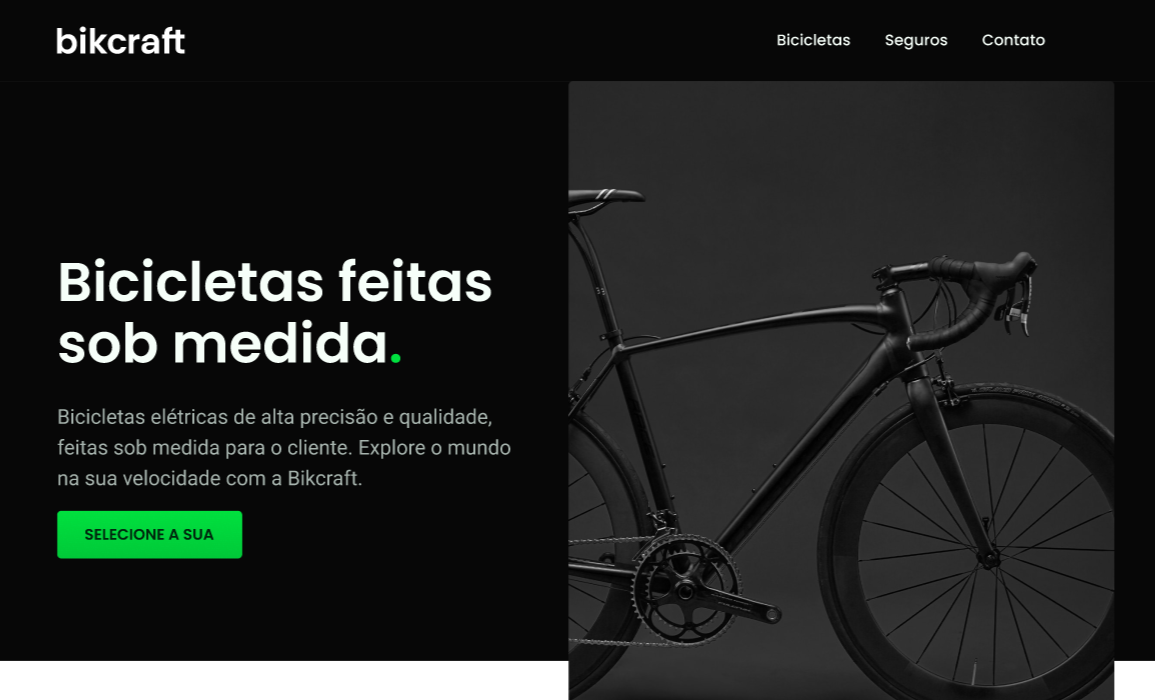 bikcraft
Bicicletas
Seguros
Contato
Bicicletas feitas
sob medida.
Bicicletas elétricas de alta precisão e qualidade,
feitas sob medida para o cliente. Explore o mundo
na sua velocidade com a Bikcraft.
SELECIONE A SUA